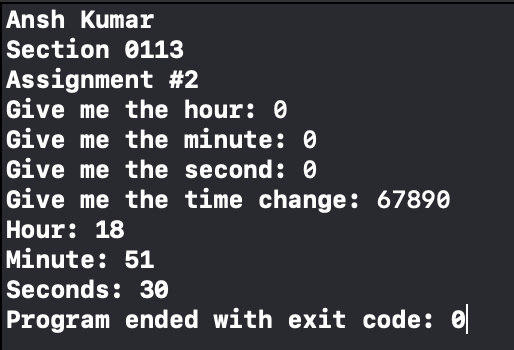 Ansh Kumar
Section 0113
Assignment #2
Give me the hour: 0
Give me the minute: 0
Give me the second: 0
Give me the time change: 67890
Hour: 18
Minute: 51
Seconds: 30
Program ended with exit code: 0